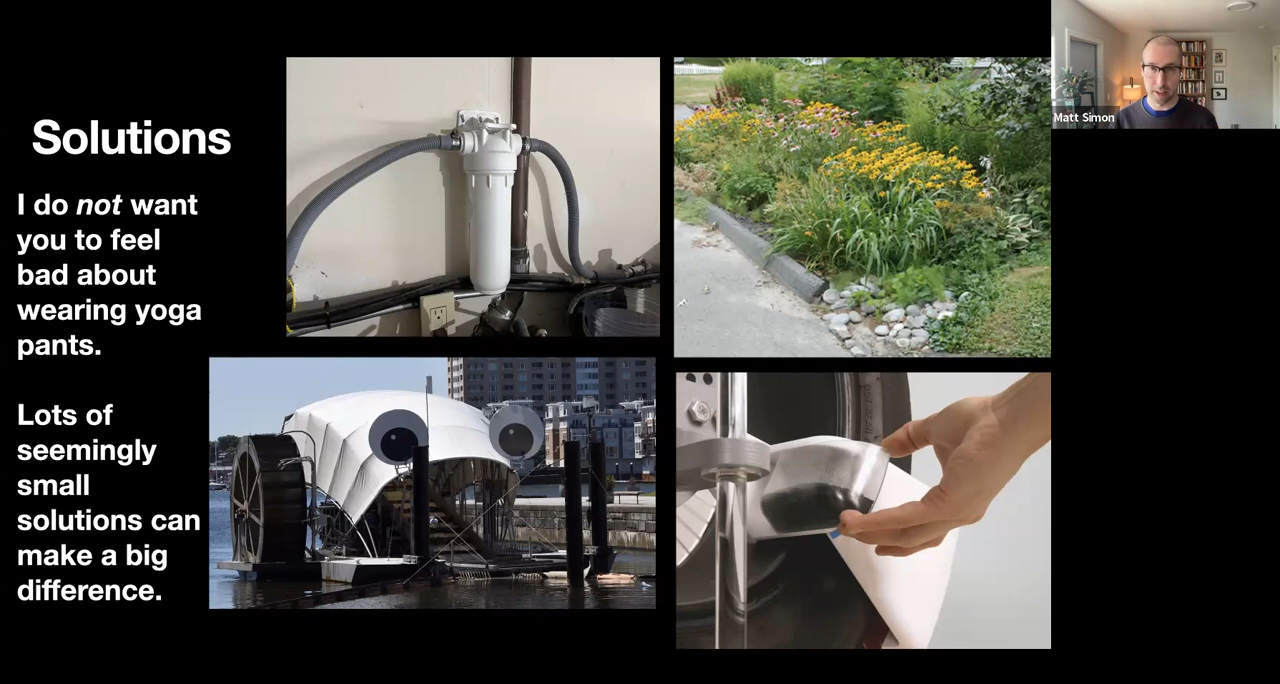 Solutions
I do not want
you to feel
bad about
wearing yoga
pants.
Lots of
seemingly
small
solutions can
make a big
difference.
Matt Simon